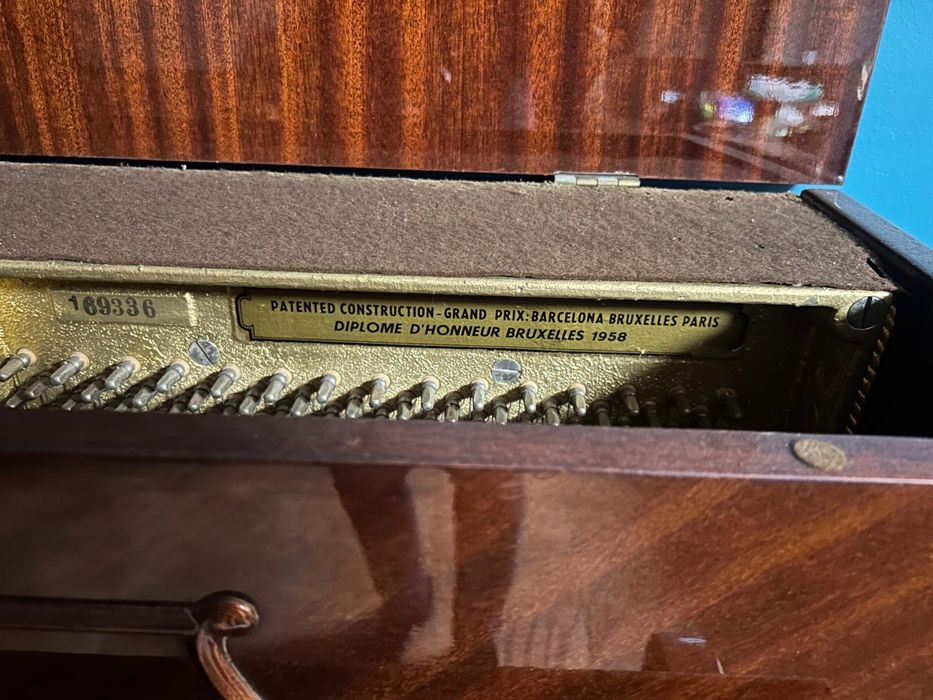 169336
PATENTED CONSTRUCTION - GRAND PRIX: BARCELONA BRUXELLES PARIS
DIPLOME D'HONNEUR BRUXELLES 1958